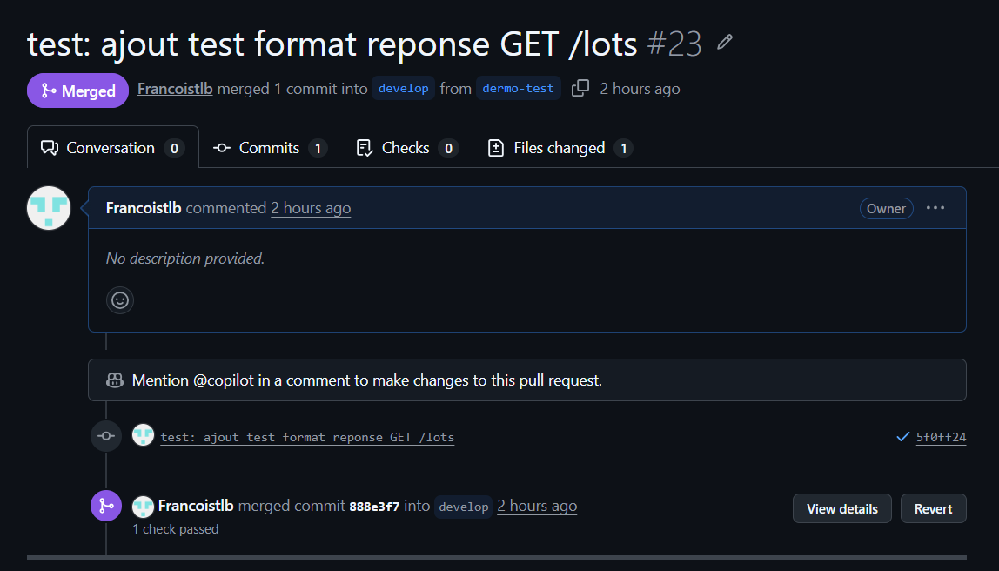 test: ajout test format reponse GET /lots #23
Merged Francoistlb merged 1 commit into develop from dermo-test 2 hours ago
Conversation 0 Commits 1 Checks 0 Files changed 1
Francoistlb commented 2 hours ago Owner
No description provided.
Mention @copilot in a comment to make changes to this pull request.
test: ajout test format reponse GET /lots 5f0ff24
Francoistlb merged commit 888e3f7 into develop 2 hours ago View details Revert
1 check passed